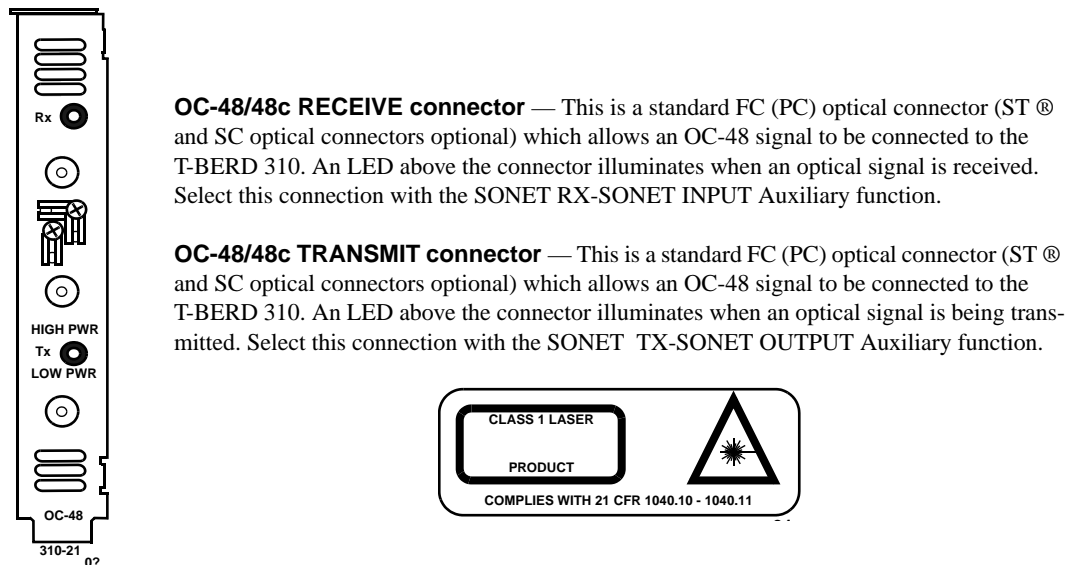 Rx
HIGH PWR
Tx
LOW PWR
OC-48
310-21
OC-48/48c RECEIVE connector — This is a standard FC (PC) optical connector (ST ®
and SC optical connectors optional) which allows an OC-48 signal to be connected to the
T-BERD 310. An LED above the connector illuminates when an optical signal is received.
Select this connection with the SONET RX-SONET INPUT Auxiliary function.
OC-48/48c TRANSMIT connector — This is a standard FC (PC) optical connector (ST ®
and SC optical connectors optional) which allows an OC-48 signal to be connected to the
T-BERD 310. An LED above the connector illuminates when an optical signal is being trans-
mitted. Select this connection with the SONET TX-SONET OUTPUT Auxiliary function.
CLASS 1 LASER
PRODUCT
COMPLIES WITH 21 CFR 1040.10 - 1040.11